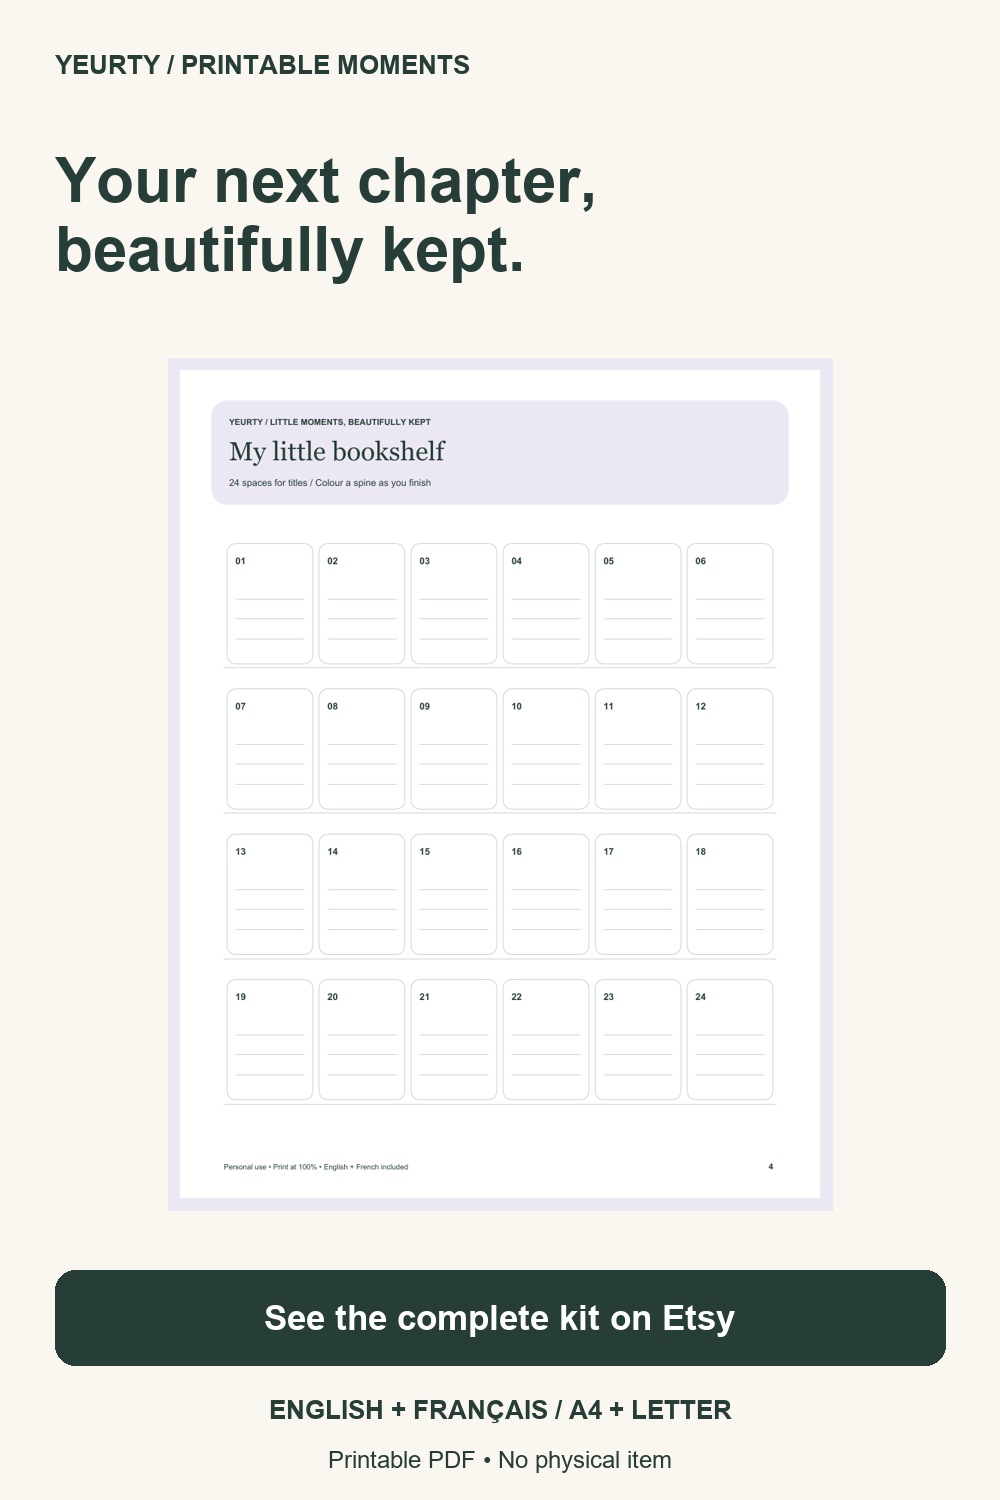 YEURTY / PRINTABLE MOMENTS
Your next chapter,
beautifully kept.
YEURTY / LITTLE MOMENTS, BEAUTIFULLY KEPT
My little bookshelf
24 spaces for titles / Colour a spine as you finish
01 02 03 04 05 06
07 08 09 10 11 12
13 14 15 16 17 18
19 20 21 22 23 24
Personal use • Print at 100% • English + French included 4
See the complete kit on Etsy
ENGLISH + FRANÇAIS / A4 + LETTER
Printable PDF • No physical item